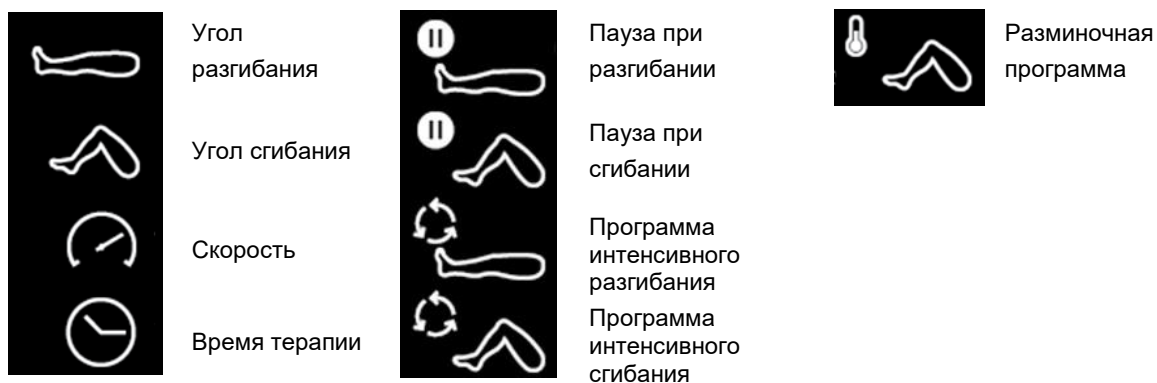 Угол
разгибания
Угол сгибания
Скорость
Время терапии
Пауза при
разгибании
Пауза при
сгибании
Программа
интенсивного
разгибания
Программа
интенсивного
сгибания
Разминочная
программа